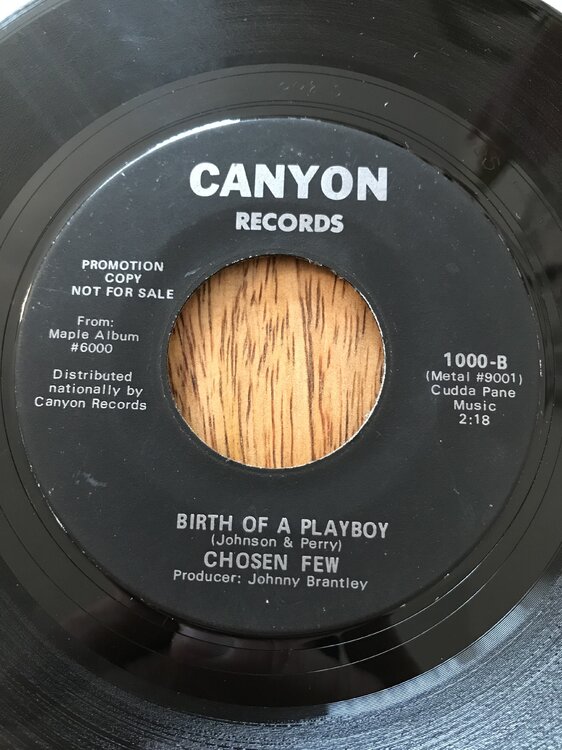 CANYON
RECORDS
PROMOTION
COPY
NOT FOR SALE
From:
Maple Album
#6000
Distributed
nationally by
Canyon Records
1000-B
(Metal #9001)
Cudda Pane
Music
2:18
BIRTH OF A PLAYBOY
(Johnson & Perry)
CHOSEN FEW
Producer: Johnny Brantley